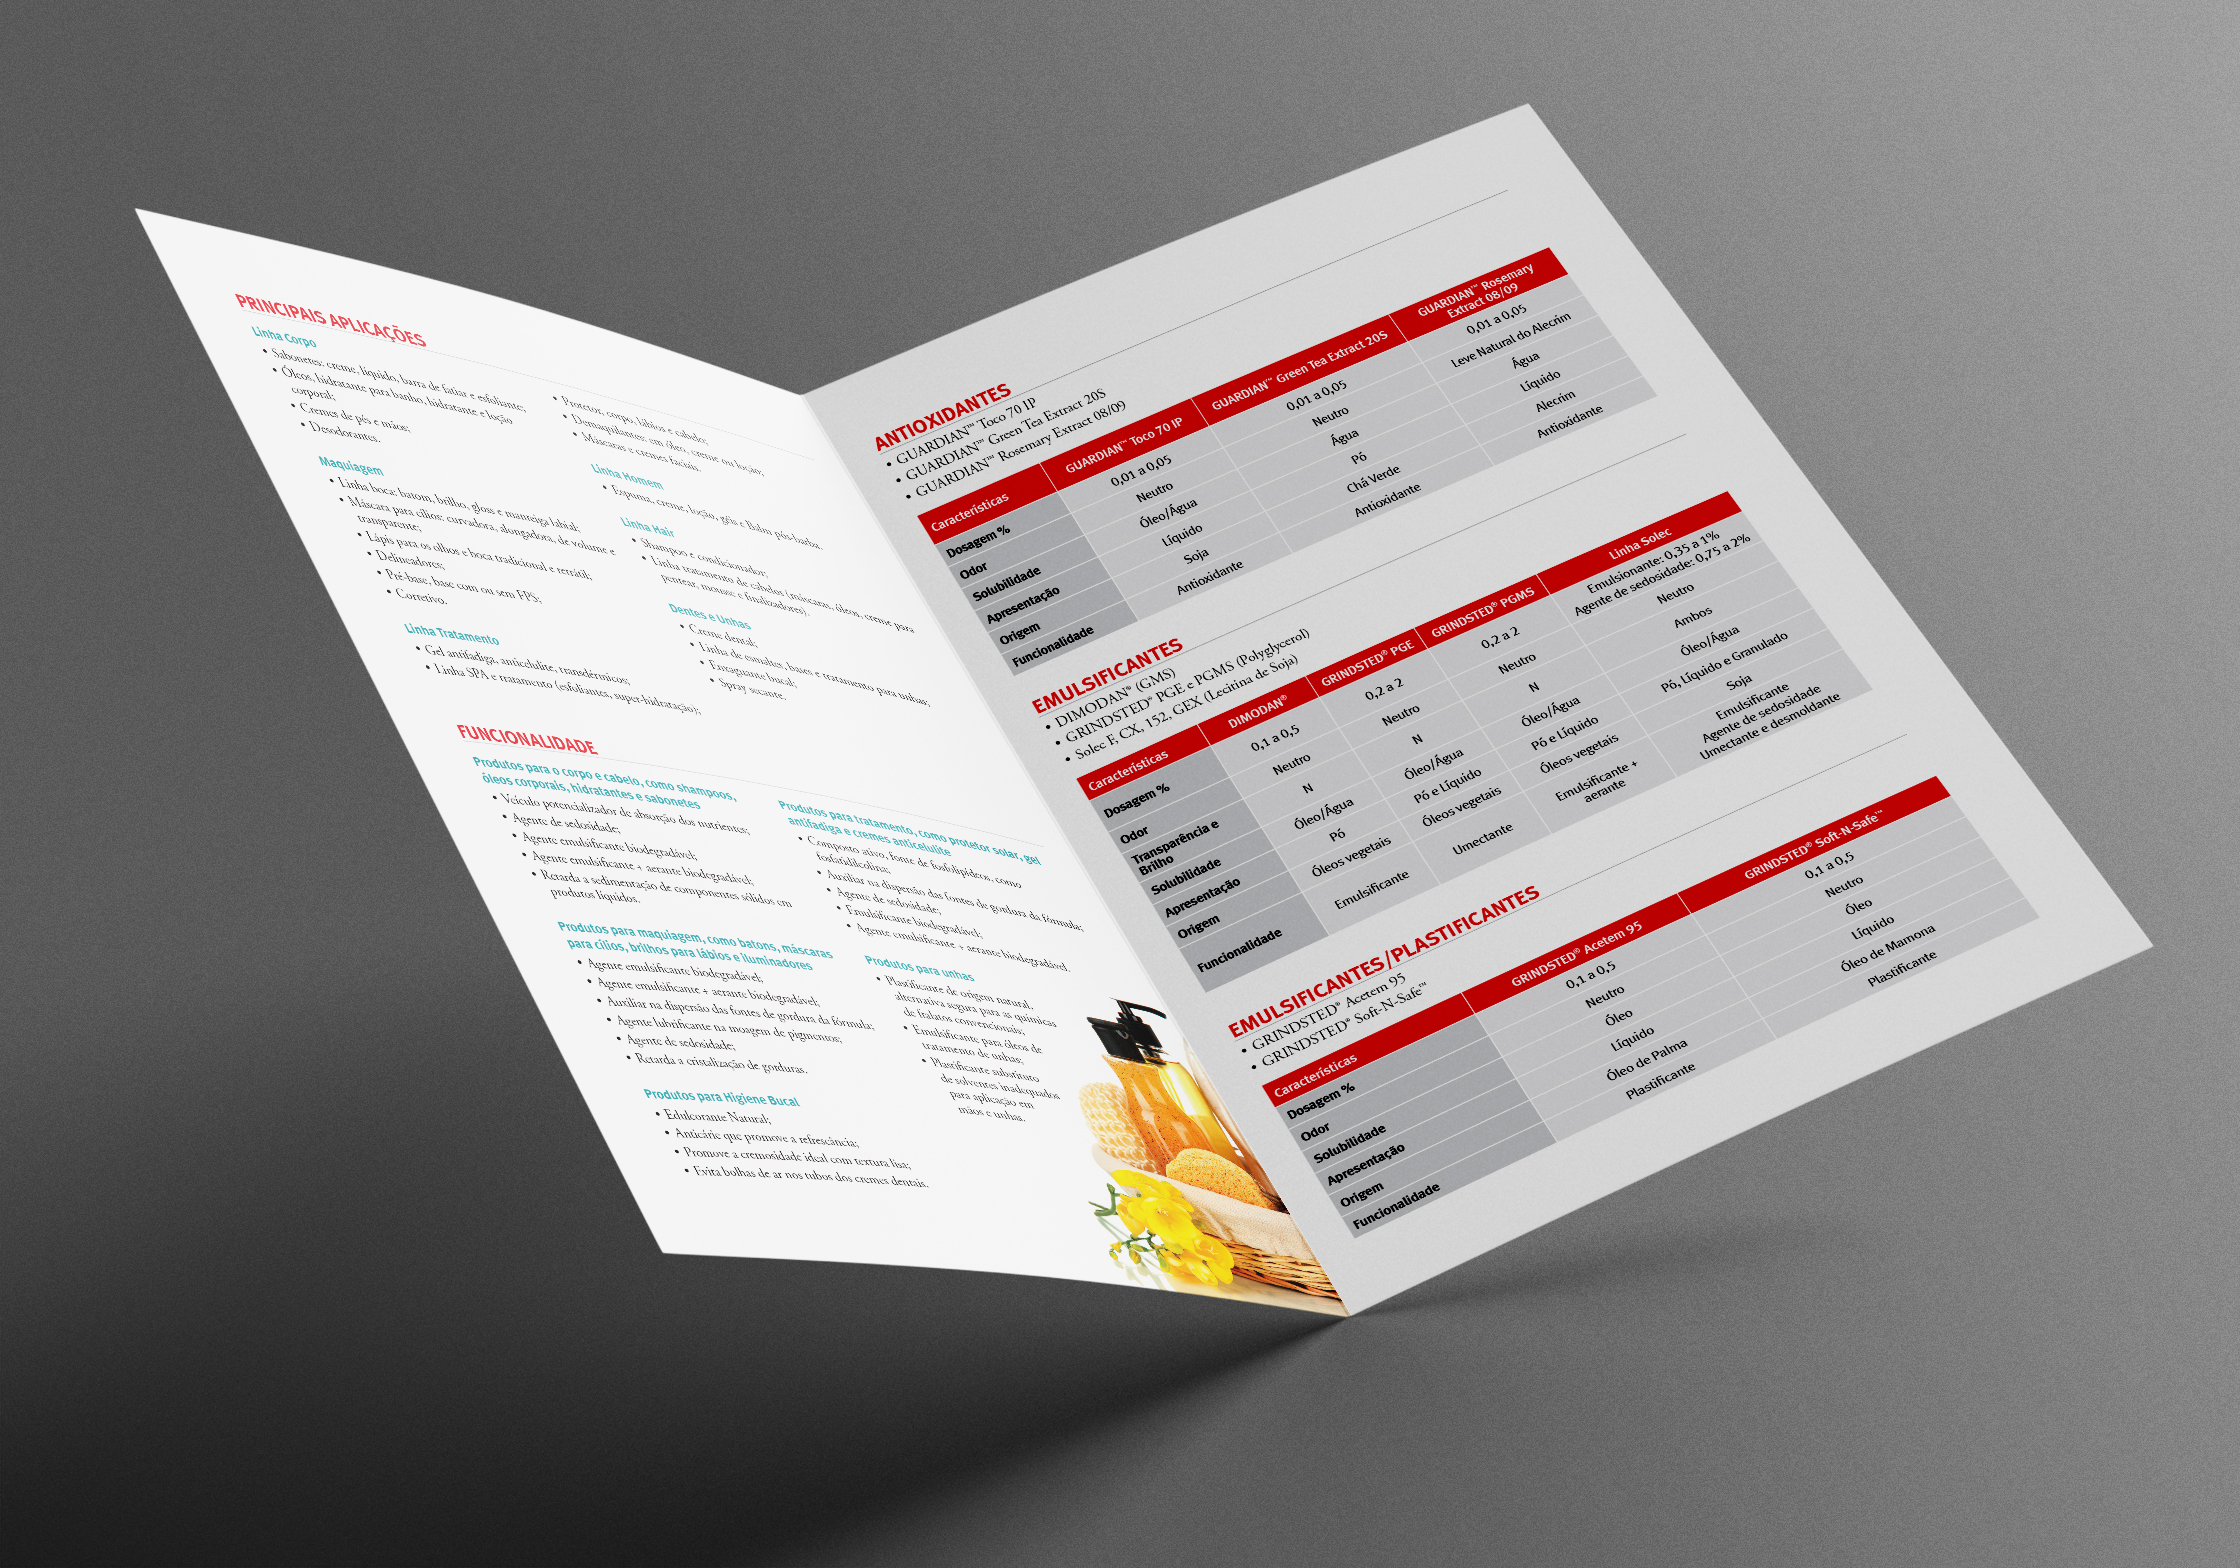 PRINCIPAIS APLICAÇÕES
Linha Corpo
• Sabonetes: creme, líquido, barra de fatiar e esfoliante;
• Óleos, hidratante para banho, hidratante e loção
corporal;
• Cremes de pés e mãos;
• Desodorantes.
Maquiagem
• Linha boca: batom, brilho, gloss e manteiga labial;
• Máscara para cílios: curvadora, alongadora, de volume e
transparente;
• Lápis para os olhos e boca tradicional e retrátil;
• Delineadores;
• Pré-base, base com ou sem FPS;
• Corretivo.
Linha Tratamento
• Gel antifadiga, anticelulite, transdérmicos;
• Linha SPA e tratamento (esfoliantes, super-hidratação);
• Protetor, corpo, lábios e cabelo;
• Demaquilantes: em óleo, creme ou loção;
• Máscaras e cremes faciais.
Linha Homem
• Espuma, creme, loção, géis e Balm pós-barba.
Linha Hair
• Shampoo e condicionador;
• Linha tratamento de cabelos (máscaras, óleos, creme para
pentear, mousse e finalizadores).
Dentes e Unhas
• Creme dental;
• Linha de esmaltes, bases e tratamento para unhas;
• Enxaguante bucal;
• Spray secante.
FUNCIONALIDADE
Produtos para o corpo e cabelo, como shampoos,
óleos corporais, hidratantes e sabonetes
• Veículo potencializador de absorção dos nutrientes;
• Agente de sedosidade;
• Agente emulsificante biodegradável;
• Agente emulsificante + aerante biodegradável;
• Retarda a sedimentação de componentes sólidos em
produtos líquidos.
Produtos para maquiagem, como batons, máscaras
para cílios, brilhos para lábios e iluminadores
• Agente emulsificante biodegradável;
• Agente emulsificante + aerante biodegradável;
• Auxiliar na dispersão das fontes de gordura da fórmula;
• Agente lubrificante na moagem de pigmentos;
• Agente de sedosidade;
• Retarda a cristalização de gorduras.
Produtos para Higiene Bucal
• Edulcorante Natural;
• Anticárie que promove a refrescância;
• Promove a cremosidade ideal com textura lisa;
• Evita bolhas de ar nos tubos dos cremes dentais.
Produtos para tratamento, como protetor solar, gel
antifadiga e cremes anticelulite
• Composto ativo, fonte de fosfolipídeos, como
fosfatidilcolina;
• Auxiliar na dispersão das fontes de gordura da fórmula;
• Agente de sedosidade;
• Emulsificante biodegradável;
• Agente emulsificante + aerante biodegradável.
Produtos para unhas
• Plastificante de origem natural,
alternativa segura para as químicas
de ftalatos convencionais;
• Emulsificante para óleos de
tratamento de unhas;
• Plastificante substituto
de solventes inadequados
para aplicação em
mãos e unhas.
ANTIOXIDANTES
• GUARDIAN™ Toco 70 IP
• GUARDIAN™ Green Tea Extract 20S
• GUARDIAN™ Rosemary Extract 08/09
Características GUARDIAN™ Toco 70 IP GUARDIAN™ Green Tea Extract 20S GUARDIAN™ Rosemary Extract 08/09
Dosagem % 0,01 a 0,05 0,01 a 0,05 0,01 a 0,05
Odor Neutro Neutro Leve Natural do Alecrim
Solubilidade Óleo/Água Água Água
Apresentação Líquido Pó Líquido
Origem Soja Chá Verde Alecrim
Funcionalidade Antioxidante Antioxidante Antioxidante
EMULSIFICANTES
• DIMODAN® (GMS)
• GRINDSTED® PGE e PGMS (Polyglycerol)
• Solec F, CX, 152, GEX (Lecitina de Soja)
Características DIMODAN® GRINDSTED® PGE GRINDSTED® PGMS Linha Solec
Dosagem % 0,1 a 0,5 0,2 a 2 0,2 a 2 Emulsionante: 0,35 a 1% Agente de sedosidade: 0,75 a 2%
Odor Neutro Neutro Neutro Neutro
Transparência e Brilho N N N Ambos
Solubilidade Óleo/Água Óleo/Água Óleo/Água Óleo/Água
Apresentação Pó Pó e Líquido Pó e Líquido Pó, Líquido e Granulado
Origem Óleos vegetais Óleos vegetais Óleos vegetais Soja
Funcionalidade Emulsificante Umectante Emulsificante + aerante Emulsificante Agente de sedosidade Umectante e desmoldante
EMULSIFICANTES/PLASTIFICANTES
• GRINDSTED® Acetem 95
• GRINDSTED® Soft-N-Safe™
Características GRINDSTED® Acetem 95 GRINDSTED® Soft-N-Safe™
Dosagem % 0,1 a 0,5 0,1 a 0,5
Odor Neutro Neutro
Solubilidade Óleo Óleo
Apresentação Líquido Líquido
Origem Óleo de Palma Óleo de Mamona
Funcionalidade Plastificante Plastificante